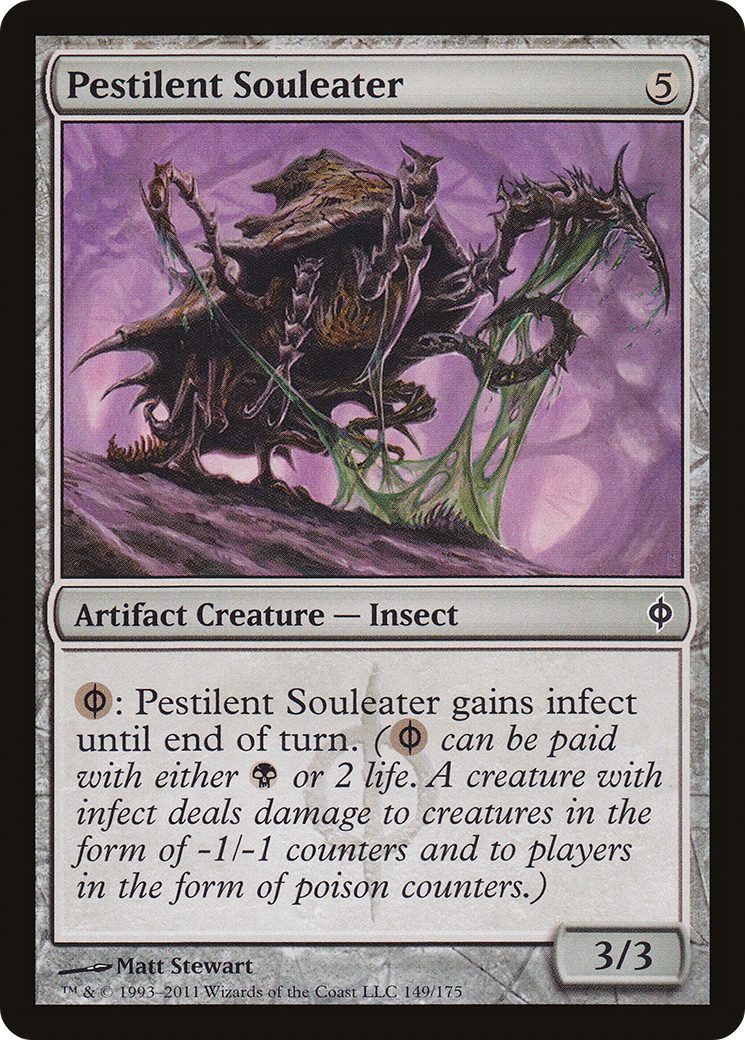 Pestilent Souleater 5
Artifact Creature — Insect
: Pestilent Souleater gains infect
until end of turn. ( can be paid
with either or 2 life. A creature with
infect deals damage to creatures in the
form of -1/-1 counters and to players
in the form of poison counters.)
3/3
Matt Stewart
™ & © 1993–2011 Wizards of the Coast LLC 149/175